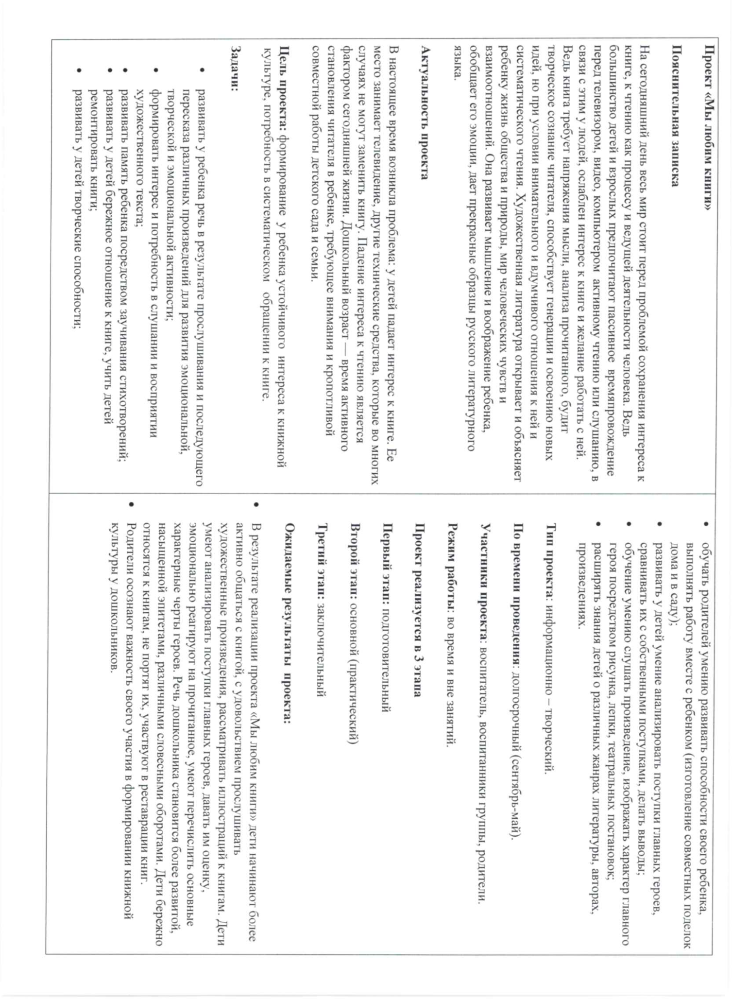 Проект «Мы любим книги»
Пояснительная записка
На сегодняшний день весь мир стоит перед проблемой сохранения интереса к
книге, к чтению как процессу и ведущей деятельности человека. Ведь
большинство детей и взрослых предпочитают пассивное времяпровождение
перед телевизором, видео, компьютером активному чтению или слушанию, в
связи с этим у людей, ослаблен интерес к книге и желание работать с ней.
Ведь книга требует напряжения мысли, анализа прочитанного, будит
творческое сознание читателя, способствует генерации и освоению новых
идей, но при условии внимательного и вдумчивого отношения к ней и
систематического чтения. Художественная литература открывает и объясняет
ребенку жизнь общества и природы, мир человеческих чувств и
взаимоотношений. Она развивает мышление и воображение ребенка,
обобщает его эмоции, дает прекрасные образцы русского литературного
языка.
Актуальность проекта
В настоящее время возникла проблема: у детей падает интерес к книге. Ее
место занимает телевидение, другие технические средства, которые во многих
случаях не могут заменить книгу. Падение интереса к чтению является
фактором сегодняшней жизни. Дошкольный возраст — время активного
становления читателя в ребенке, требующее внимания и кропотливой
совместной работы детского сада и семьи.
Цель проекта: формирование у ребенка устойчивого интереса к книжной
культуре, потребность в систематическом обращении к книге.
Задачи:
• развивать у ребенка речь в результате прослушивания и последующего
пересказа различных произведений для развития эмоциональной,
творческой и эмоциональной активности;
• формировать интерес и потребность в слушании и восприятии
художественного текста;
• развивать память ребенка посредством заучивания стихотворений;
• развивать у детей бережное отношение к книге, учить детей
ремонтировать книги;
• развивать у детей творческие способности;
• обучать родителей умению развивать способности своего ребенка,
выполнять работу вместе с ребенком (изготовление совместных поделок
дома и в саду);
• развивать у детей умение анализировать поступки главных героев,
сравнивать их с собственными поступками, делать выводы;
• обучение умению слушать произведение, изображать характер главного
героя посредством рисунка, лепки, театральных постановок;
• расширять знания детей о различных жанрах литературы, авторах,
произведениях.
Тип проекта: информационно – творческий.
По времени проведения: долгосрочный (сентябрь-май).
Участники проекта: воспитатель, воспитанники группы, родители.
Режим работы: во время и вне занятий.
Проект реализуется в 3 этапа
Первый этап: подготовительный
Второй этап: основной (практический)
Третий этап: заключительный
Ожидаемые результаты проекта:
• В результате реализации проекта «Мы любим книги» дети начинают более
активно общаться с книгой, с удовольствием прослушивать
художественные произведения, рассматривать иллюстраций к книгам. Дети
умеют анализировать поступки главных героев, давать им оценку,
эмоционально реагируют на прочитанное, умеют перечислить основные
характерные черты героев. Речь дошкольника становится более развитой,
насыщенной эпитетами, различными словесными оборотами. Дети бережно
относятся к книгам, не портят их, участвуют в реставрации книг.
• Родители осознают важность своего участия в формировании книжной
культуры у дошкольников.